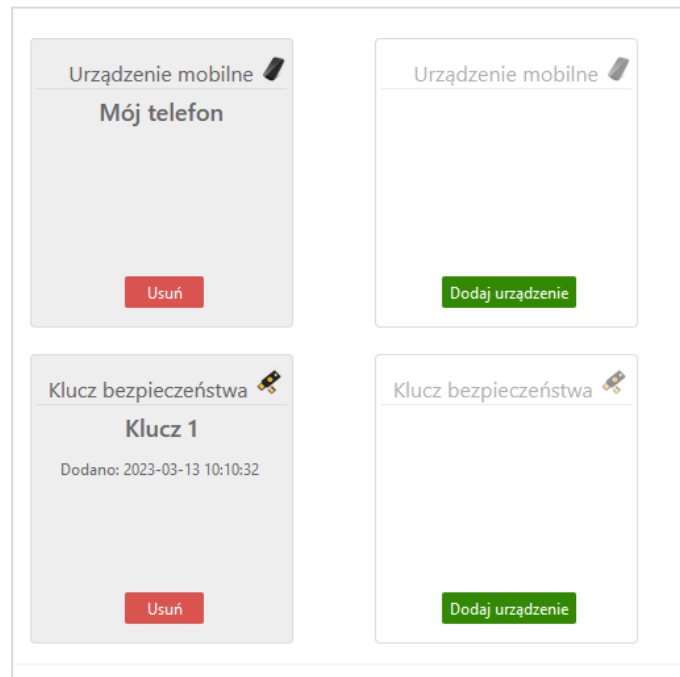 Urządzenie mobilne
Mój telefon
Usuń
Urządzenie mobilne
Dodaj urządzenie
Klucz bezpieczeństwa
Klucz 1
Dodano: 2023-03-13 10:10:32
Usuń
Klucz bezpieczeństwa
Dodaj urządzenie